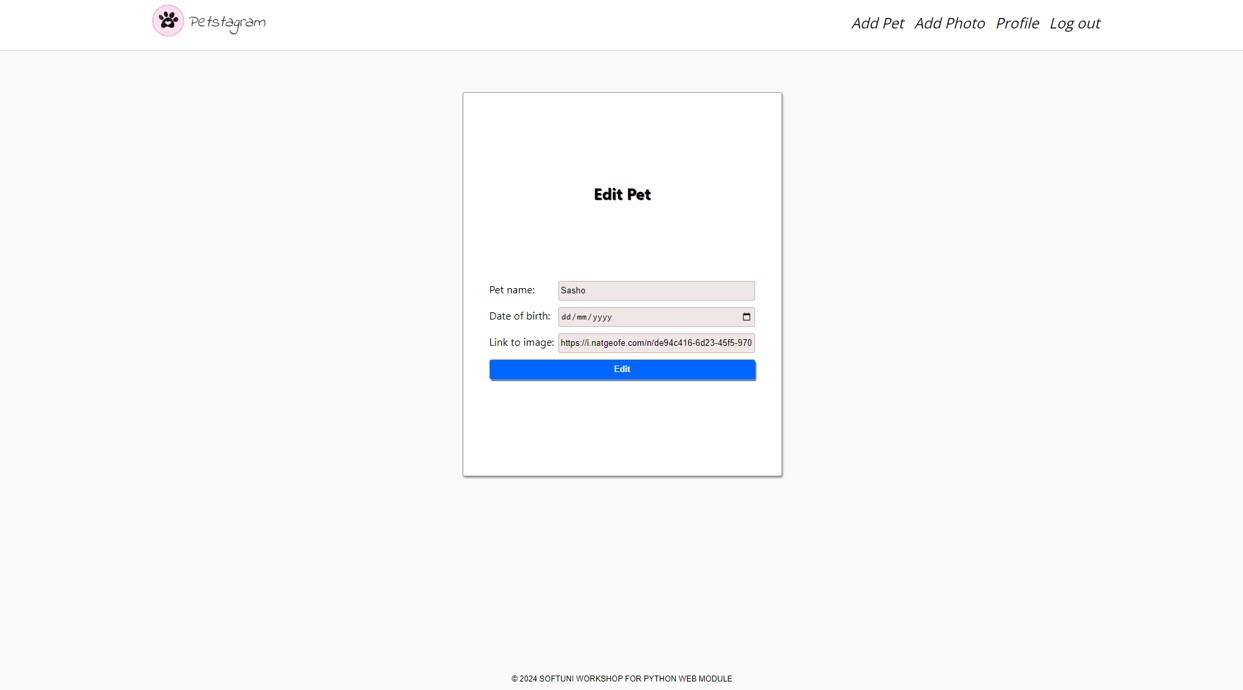 Petstagram
Add Pet Add Photo Profile Log out
Edit Pet
Pet name: Sasho
Date of birth: dd/mm/yyyy
Link to image: https://i.natgeofe.com/n/de94c416-6d23-45f5-970
Edit
© 2024 SOFTUNI WORKSHOP FOR PYTHON WEB MODULE